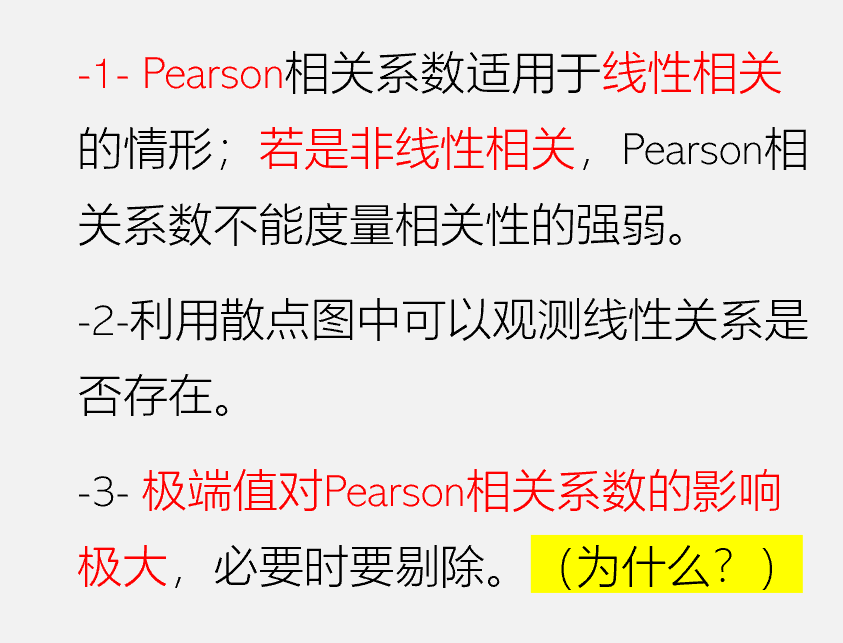 -1- Pearson相关系数适用于线性相关
的情形；若是非线性相关，Pearson相
关系数不能度量相关性的强弱。
-2-利用散点图中可以观测线性关系是
否存在。
-3- 极端值对Pearson相关系数的影响
极大，必要时要剔除。（为什么？）